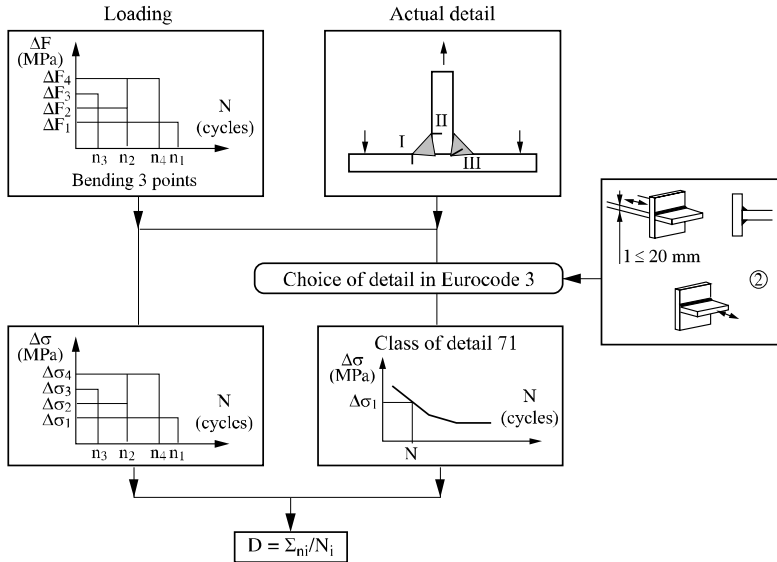 Loading
Actual detail
ΔF
(MPa)
ΔF4
ΔF3
ΔF2
ΔF1
N
(cycles)
n3 n2 n4 n1
Bending 3 points
I
II
III
1 ≤ 20 mm
②
Choice of detail in Eurocode 3
Δσ
(MPa)
Δσ4
Δσ3
Δσ2
Δσ1
N
(cycles)
n3 n2 n4 n1
Class of detail 71
Δσ
(MPa)
Δσ1
N
(cycles)
N
D = Σni/Ni